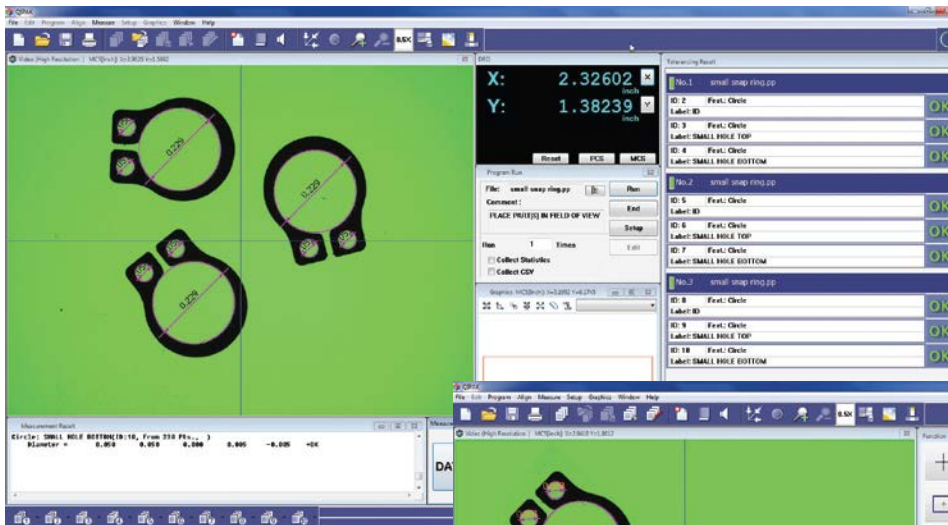 QSPAK
File Edit Program Align Measure Setup Graphics Window Help
0.5X
Video (High Resolution)
DRO
X: 2.32602 X
inch
Y: 1.38239 Y
inch
Reset PCS MCS
Program Run
File: small snap ring.pp Run
Comment :
PLACE PART(S) IN FIELD OF VIEW
End
Setup
Run 1 Times Edit
Collect Statistics
Collect CSV
Tolerancing Result
No.1 small snap ring.pp
ID: 2 Feat.: Circle OK
Label: ID
ID: 3 Feat.: Circle OK
Label: SMALL HOLE TOP
ID: 4 Feat.: Circle OK
Label: SMALL HOLE BOTTOM
No.2 small snap ring.pp
ID: 5 Feat.: Circle OK
Label: ID
ID: 6 Feat.: Circle OK
Label: SMALL HOLE TOP
ID: 7 Feat.: Circle OK
Label: SMALL HOLE BOTTOM
No.3 small snap ring.pp
ID: 8 Feat.: Circle OK
Label: ID
ID: 9 Feat.: Circle OK
Label: SMALL HOLE TOP
ID: 10 Feat.: Circle OK
Label: SMALL HOLE BOTTOM
0.229
0.229
0.229
Measurement Result
Circle: SMALL HOLE BOTTOM(ID:10, From 230 Pts., )
Diameter = 0.050 0.050 0.000 0.005 -0.005 +OK
DA
QSPAK
File Edit Program Align Measure Setup Graphics Window Help
0.5X
Video (High Resolution)
Function